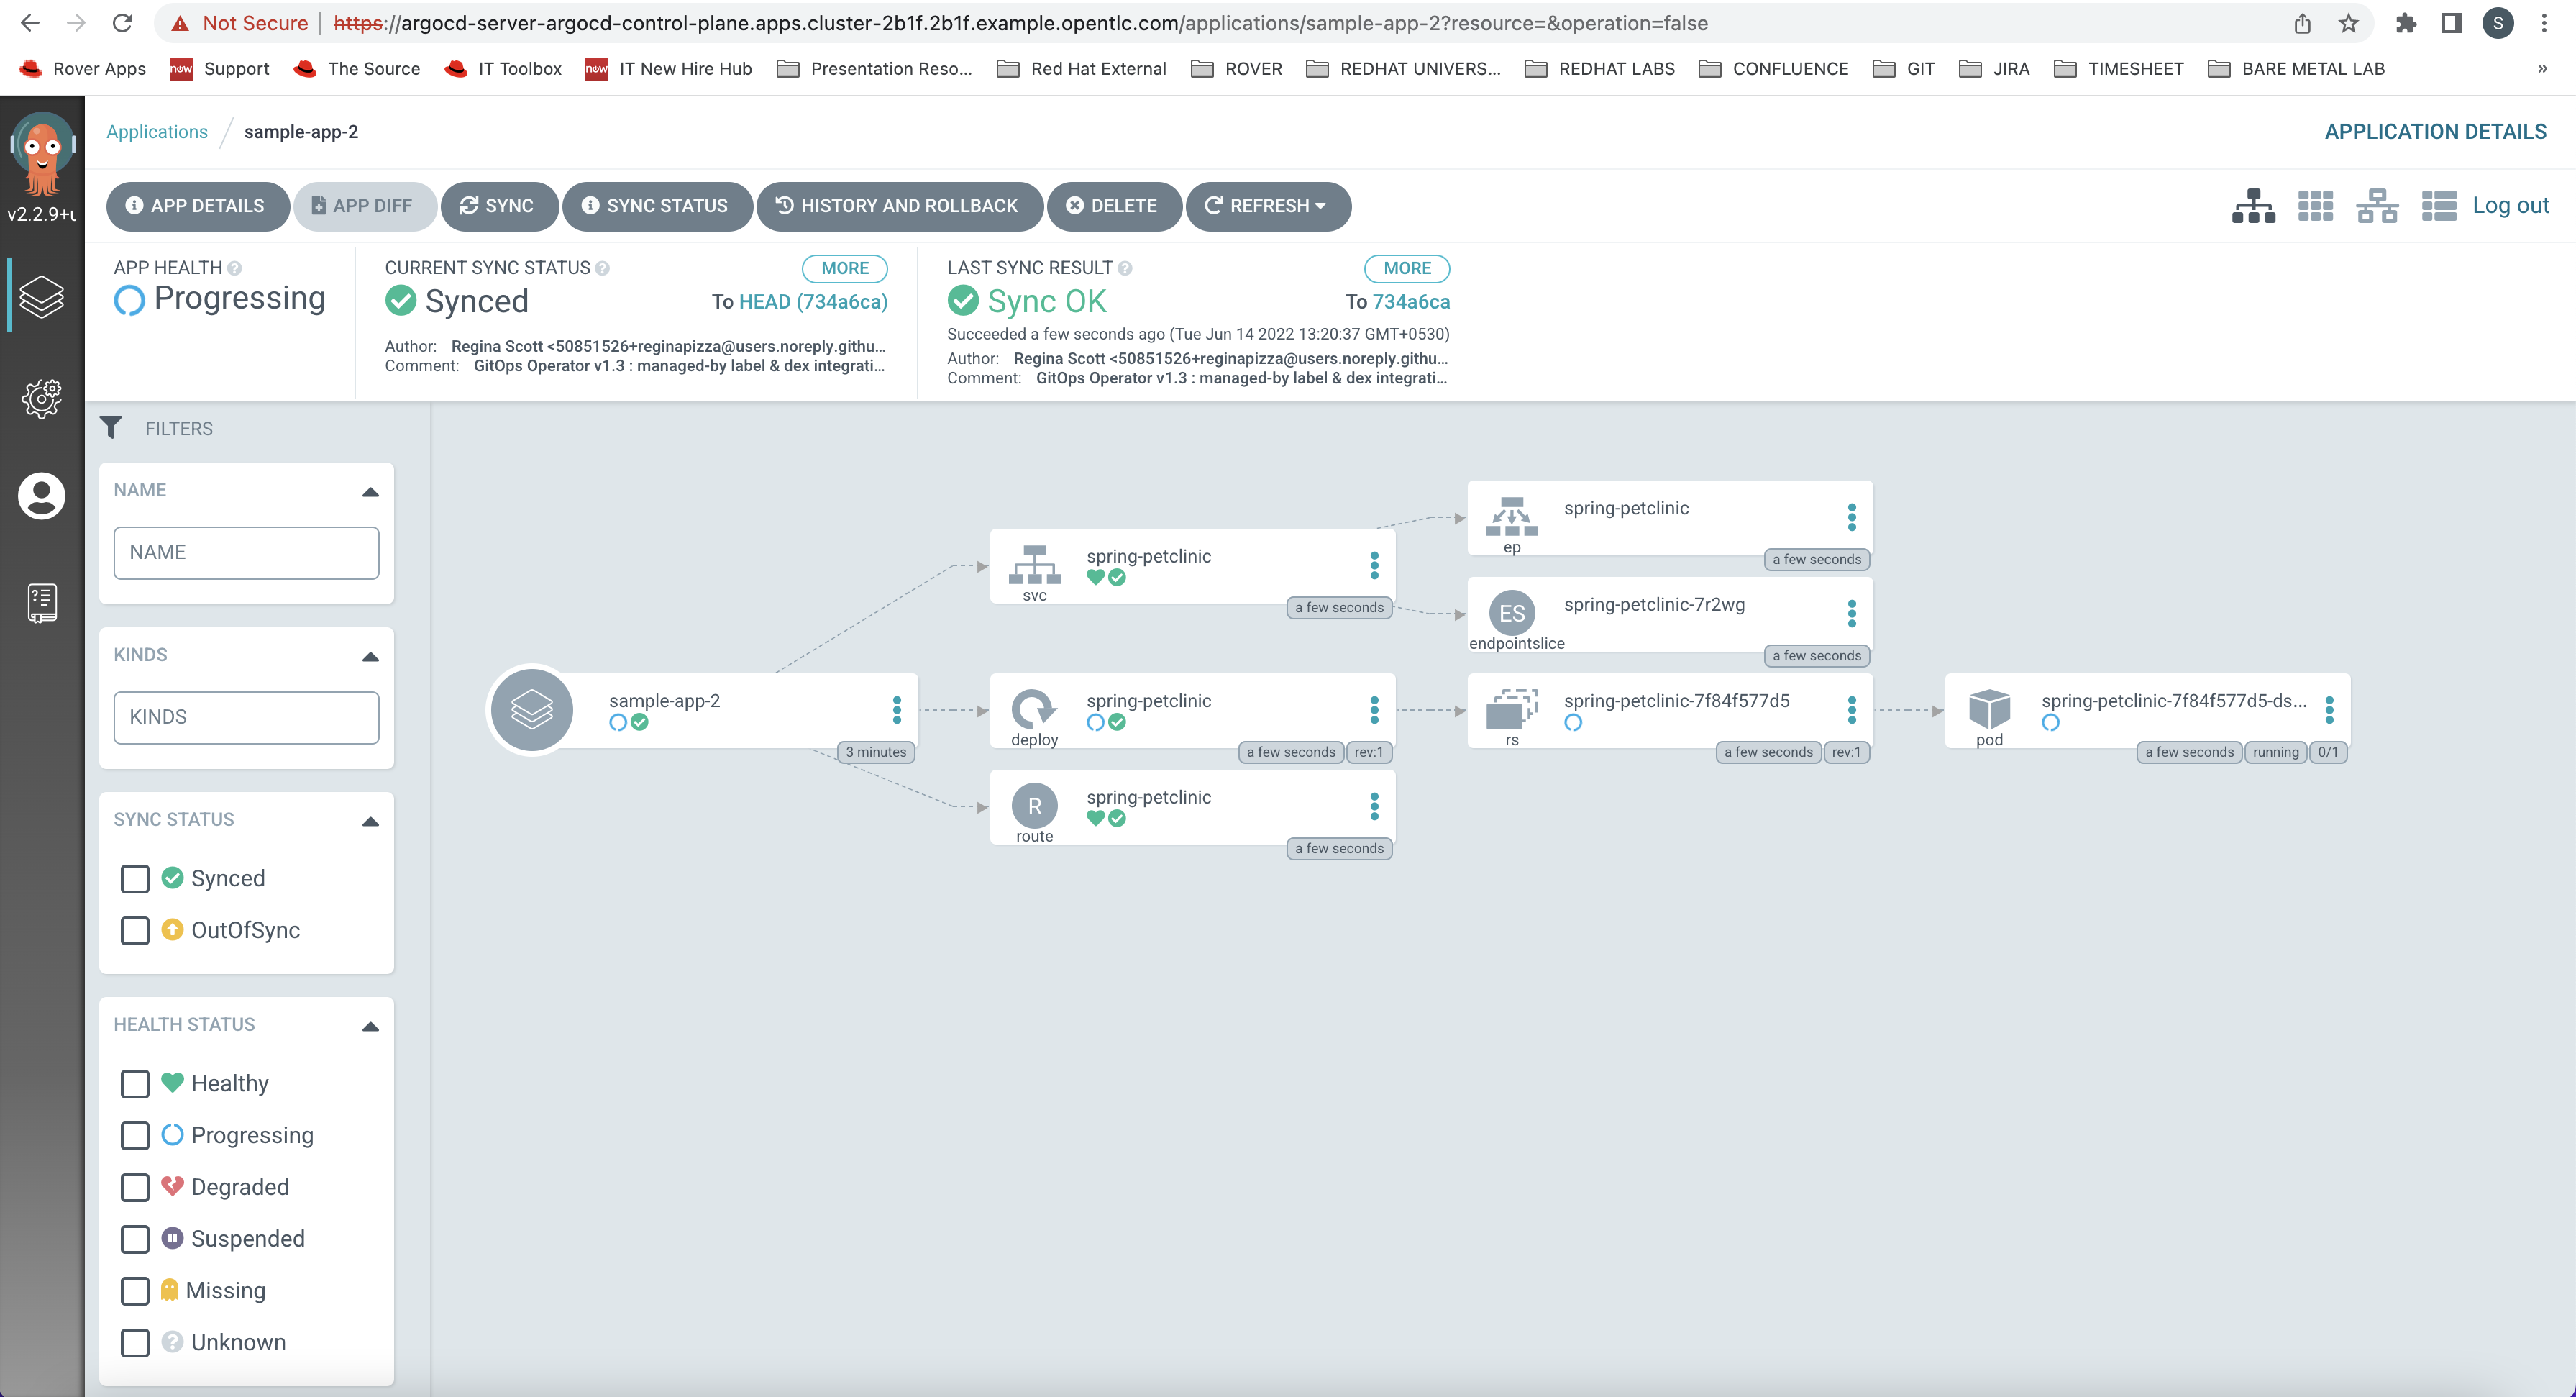 Not Secure https://argocd-server-argocd-control-plane.apps.cluster-2b1f.2b1f.example.opentlc.com/applications/sample-app-2?resource=&operation=false S
Rover Apps now Support The Source IT Toolbox now IT New Hire Hub Presentation Reso... Red Hat External ROVER REDHAT UNIVERS... REDHAT LABS CONFLUENCE GIT JIRA TIMESHEET BARE METAL LAB »
Applications / sample-app-2 APPLICATION DETAILS
v2.2.9+u
APP DETAILS APP DIFF SYNC SYNC STATUS HISTORY AND ROLLBACK DELETE REFRESH Log out
APP HEALTH ?
Progressing
CURRENT SYNC STATUS ? MORE
Synced To HEAD (734a6ca)
Author: Regina Scott <50851526+reginapizza@users.noreply.githu...
Comment: GitOps Operator v1.3 : managed-by label & dex integrati...
LAST SYNC RESULT ? MORE
Sync OK To 734a6ca
Succeeded a few seconds ago (Tue Jun 14 2022 13:20:37 GMT+0530)
Author: Regina Scott <50851526+reginapizza@users.noreply.githu...
Comment: GitOps Operator v1.3 : managed-by label & dex integrati...
FILTERS
NAME
NAME
KINDS
KINDS
SYNC STATUS
Synced
OutOfSync
HEALTH STATUS
Healthy
Progressing
Degraded
Suspended
Missing
? Unknown
sample-app-2
3 minutes
spring-petclinic
svc
a few seconds
spring-petclinic
deploy
a few seconds rev:1
R spring-petclinic
route
a few seconds
spring-petclinic
ep
a few seconds
ES spring-petclinic-7r2wg
endpointslice
a few seconds
spring-petclinic-7f84f577d5
rs
a few seconds rev:1
spring-petclinic-7f84f577d5-ds...
pod
a few seconds running 0/1